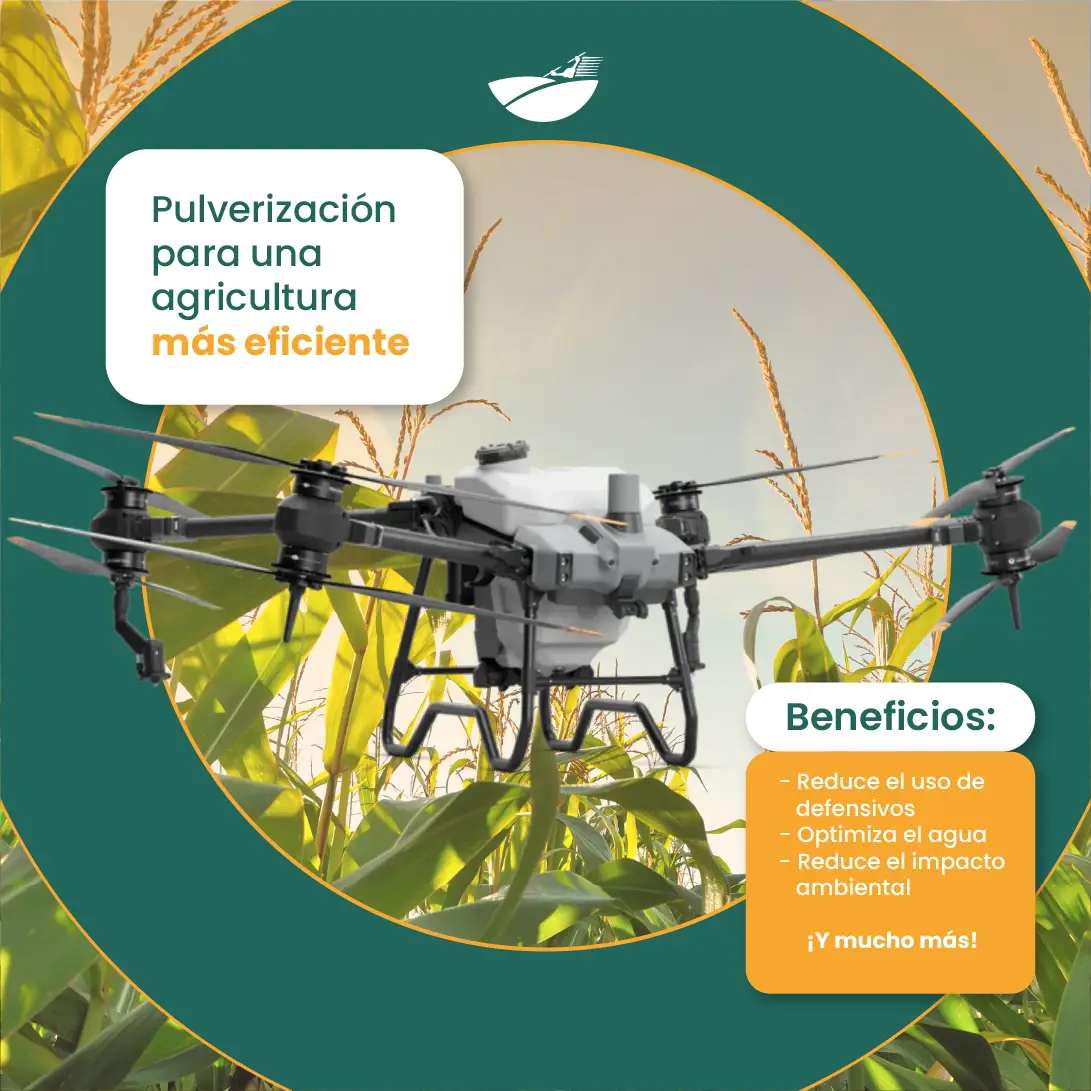 Pulverización
para una
agricultura
más eficiente
Beneficios:
- Reduce el uso de
defensivos
- Optimiza el agua
- Reduce el impacto
ambiental
¡Y mucho más!